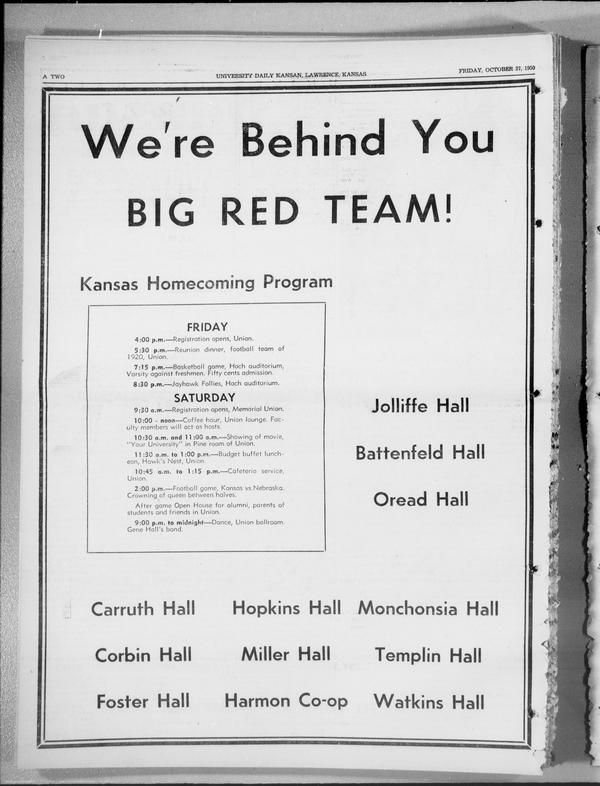 A TWO
UNIVERSITY DAILY KANSAN, LAWRENCE, KANSAS
FRIDAY, OCTOBER 27, 1950
We're Behind You
BIG RED TEAM!
Kansas Homecoming Program
FRIDAY
4:00 p.m.—Registration opens, Union.
5:30 p.m.—Reunion dinner, football team of
1920, Union.
7:15 p.m.—Basketball game, Hoch auditorium,
Varsity against freshmen. Fifty cents admission.
8:30 p.m.—Jayhawk Follies, Hoch auditorium.
SATURDAY
9:30 a.m.—Registration opens, Memorial Union.
10:00 - noon—Coffee hour, Union lounge. Fac-
ulty members will act as hosts.
10:30 a.m. and 11:00 a.m.—Showing of movie,
"Your University" in Pine room of Union.
11:30 a.m. to 1:00 p.m.—Budget buffet lunch-
eon, Hawk's Nest, Union.
10:45 a.m. to 1:15 p.m.—Cafeteria service,
Union.
2:00 p.m.—Football game, Kansas vs. Nebraska.
Crowning of queen between halves.
After game Open House for alumni, parents of
students and friends in Union.
9:00 p.m. to midnight—Dance, Union ballroom.
Gene Hall's band.
Jolliffe Hall
Battenfeld Hall
Oread Hall
Carruth Hall
Hopkins Hall
Monchonsia Hall
Corbin Hall
Miller Hall
Templin Hall
Foster Hall
Harmon Co-op
Watkins Hall